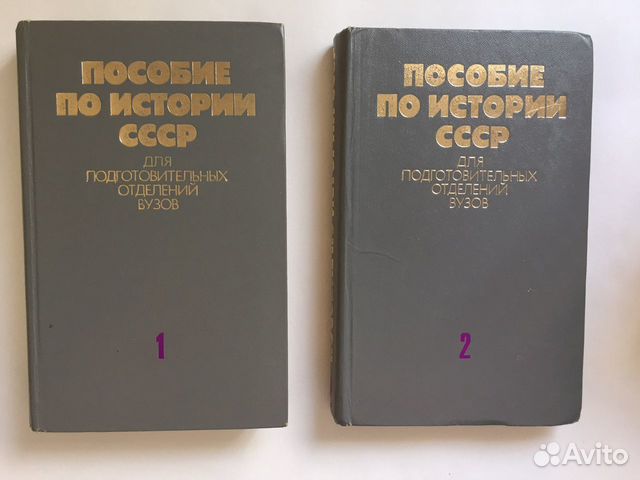 ПОСОБИЕ
ПО ИСТОРИИ
СССР
ДЛЯ
ПОДГОТОВИТЕЛЬНЫХ
ОТДЕЛЕНИЙ
ВУЗОВ
1
ПОСОБИЕ
ПО ИСТОРИИ
СССР
ДЛЯ
ПОДГОТОВИТЕЛЬНЫХ
ОТДЕЛЕНИЙ
ВУЗОВ
2
Avito